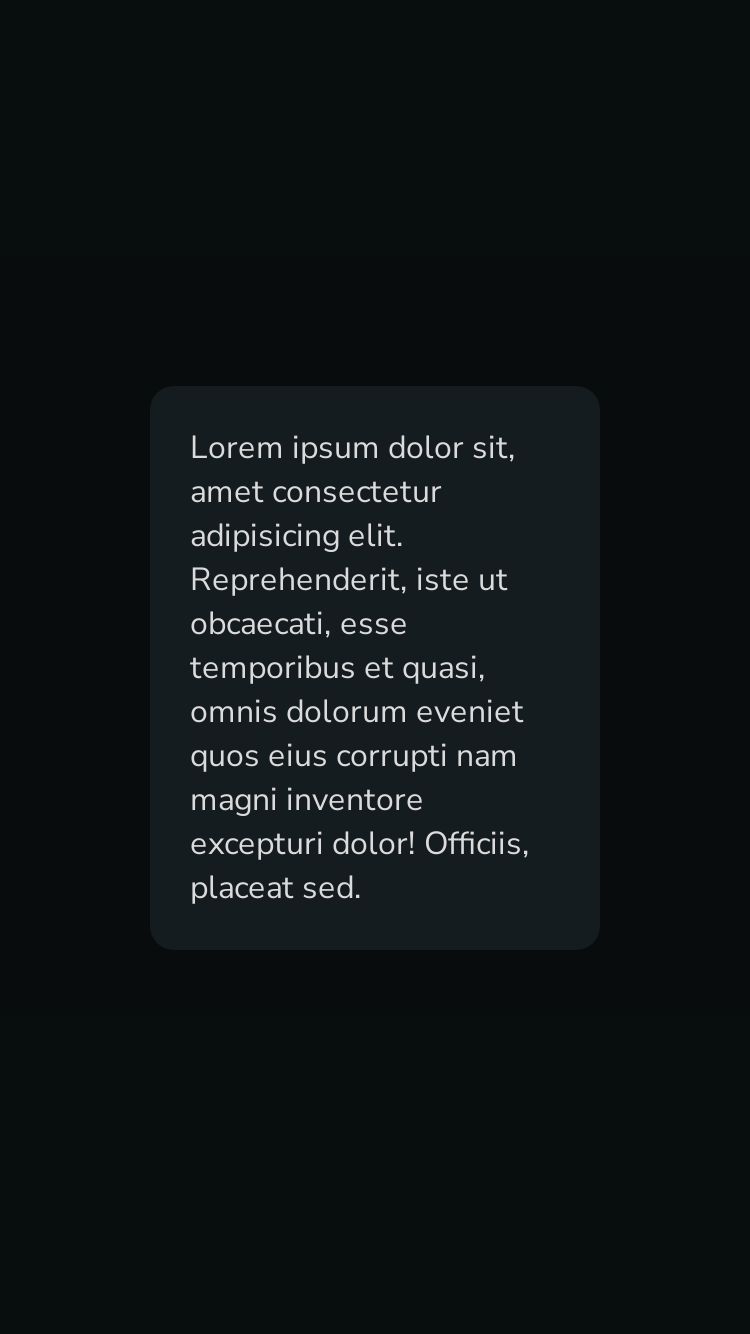 Lorem ipsum dolor sit,
amet consectetur
adipisicing elit.
Reprehenderit, iste ut
obcaecati, esse
temporibus et quasi,
omnis dolorum eveniet
quos eius corrupti nam
magni inventore
excepturi dolor! Officiis,
placeat sed.